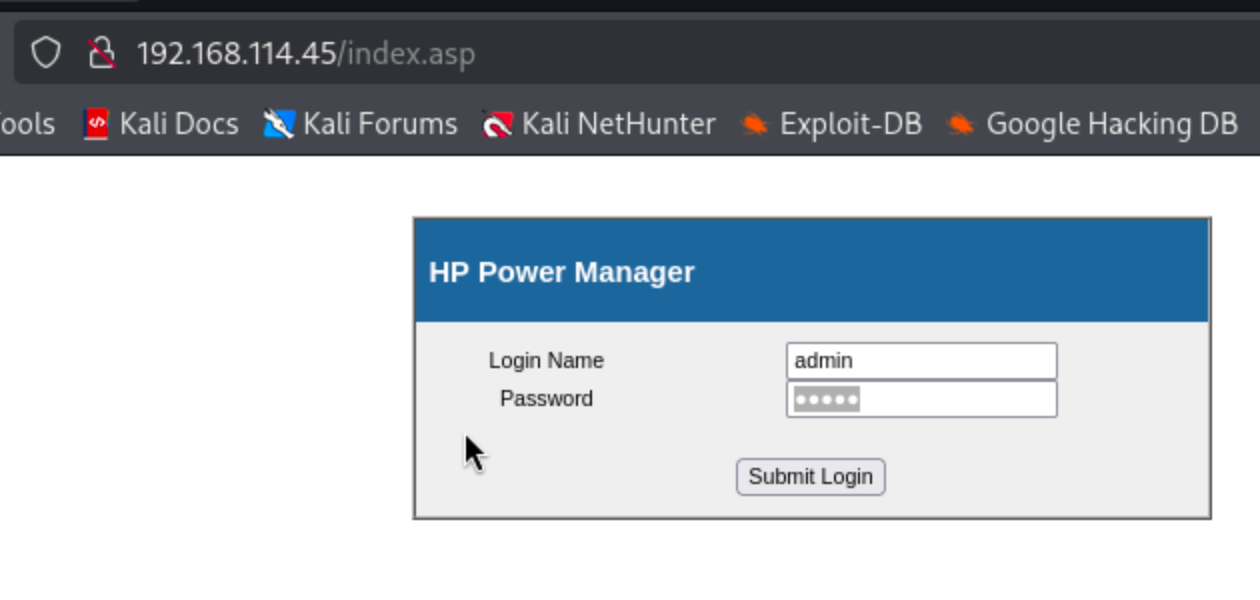 192.168.114.45/index.asp
ools Kali Docs Kali Forums Kali NetHunter Exploit-DB Google Hacking DB
HP Power Manager
Login Name admin
Password •••••
Submit Login